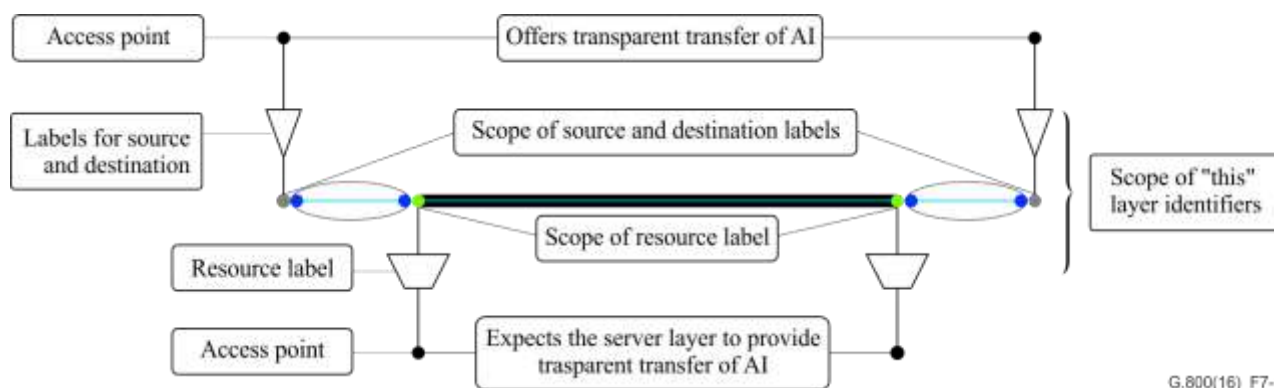 Access point
Offers transparent transfer of AI
Labels for source
and destination
Scope of source and destination labels
Scope of "this"
layer identifiers
Scope of resource label
Resource label
Access point
Expects the server layer to provide
trasparent transfer of AI
G.800(16)_F7-